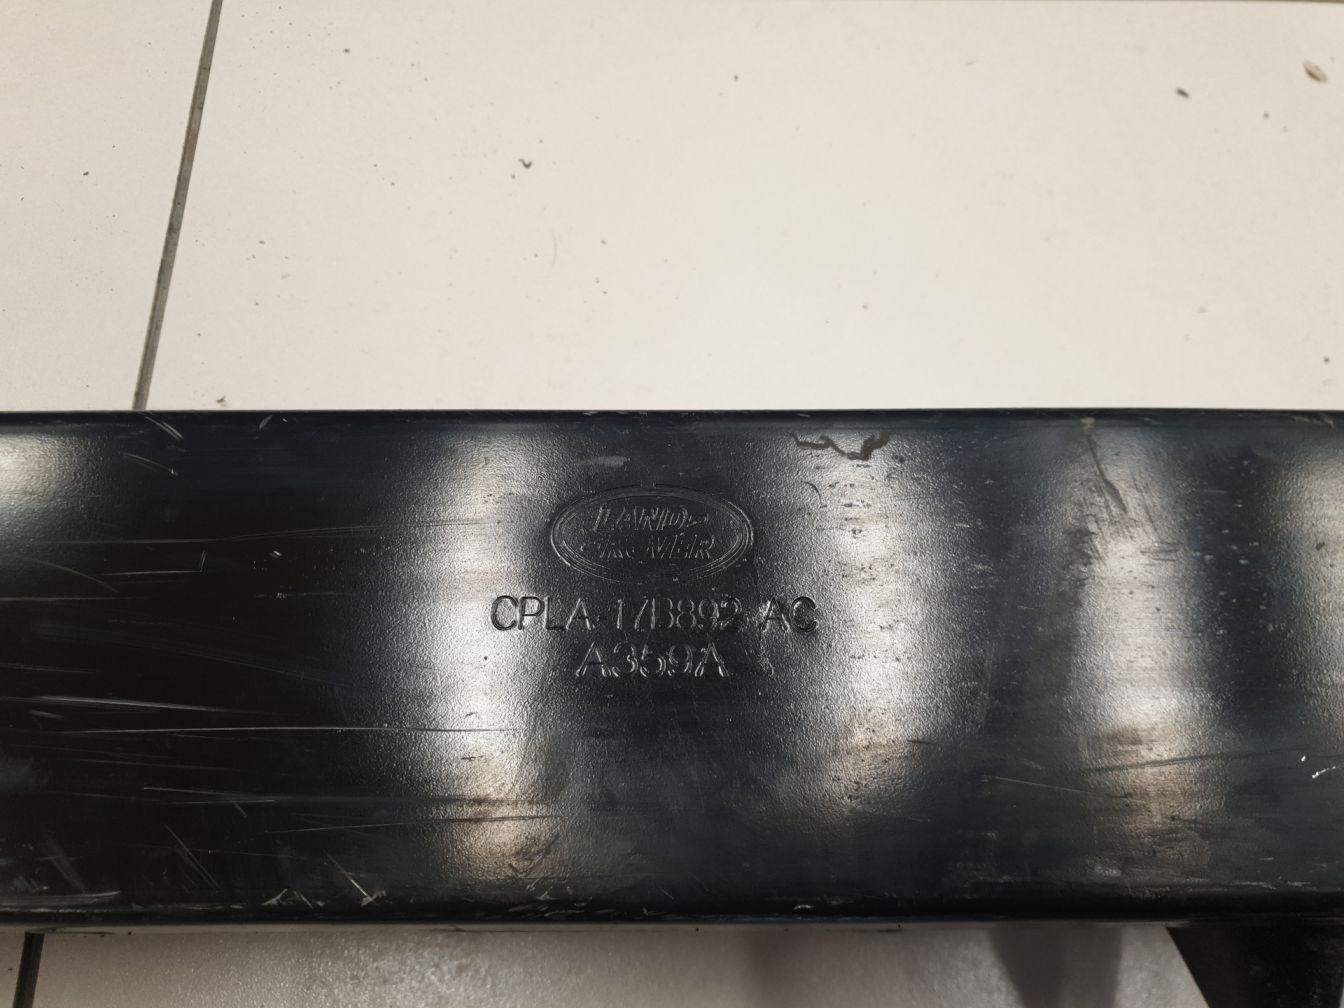 LAND-
ROVER
CPLA-17B892-AC
A359A